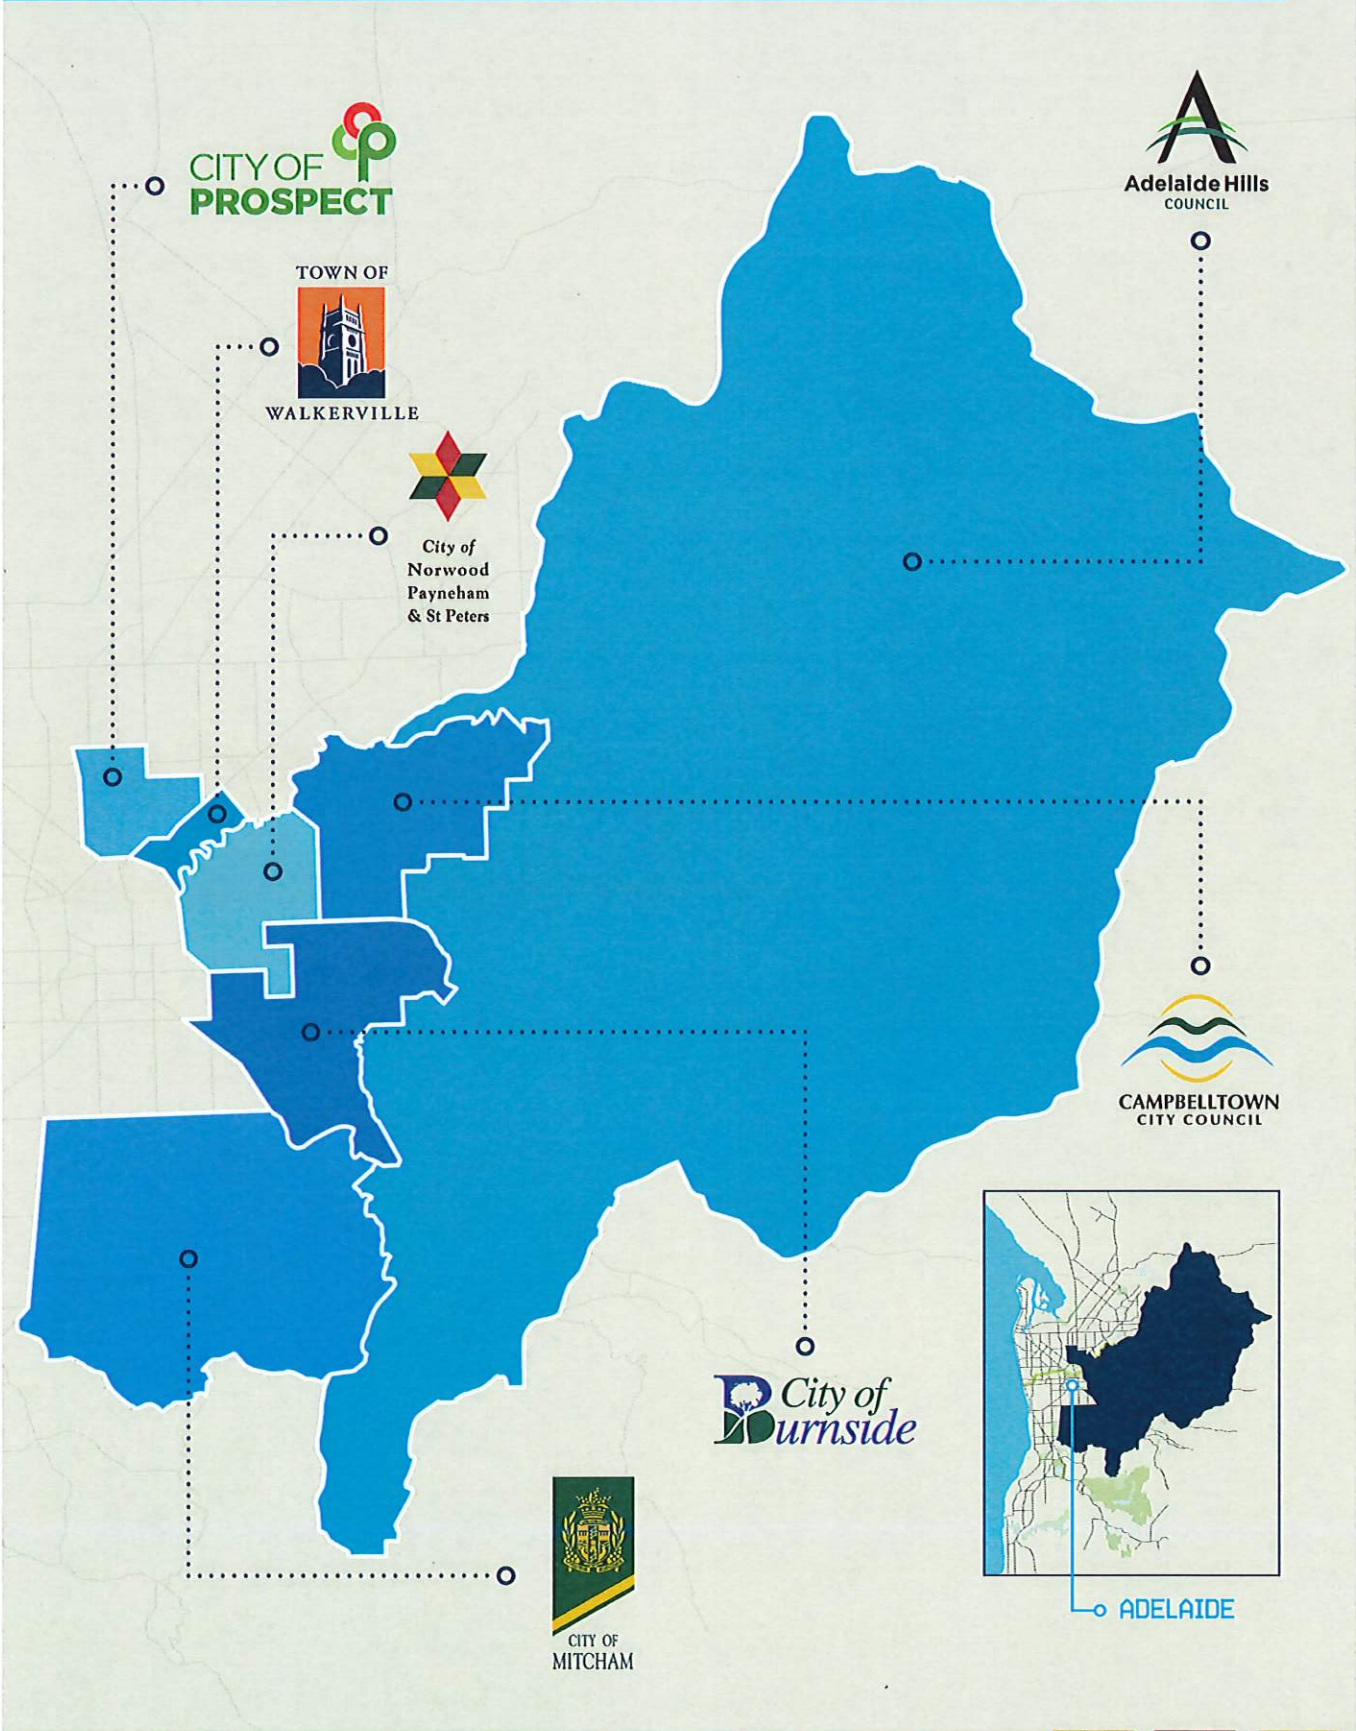 CITY OF
PROSPECT
TOWN OF
WALKERVILLE
City of
Norwood
Payneham
& St Peters
Adelaide Hills
COUNCIL
CAMPBELLTOWN
CITY COUNCIL
City of
Burnside
CITY OF
MITCHAM
ADELAIDE